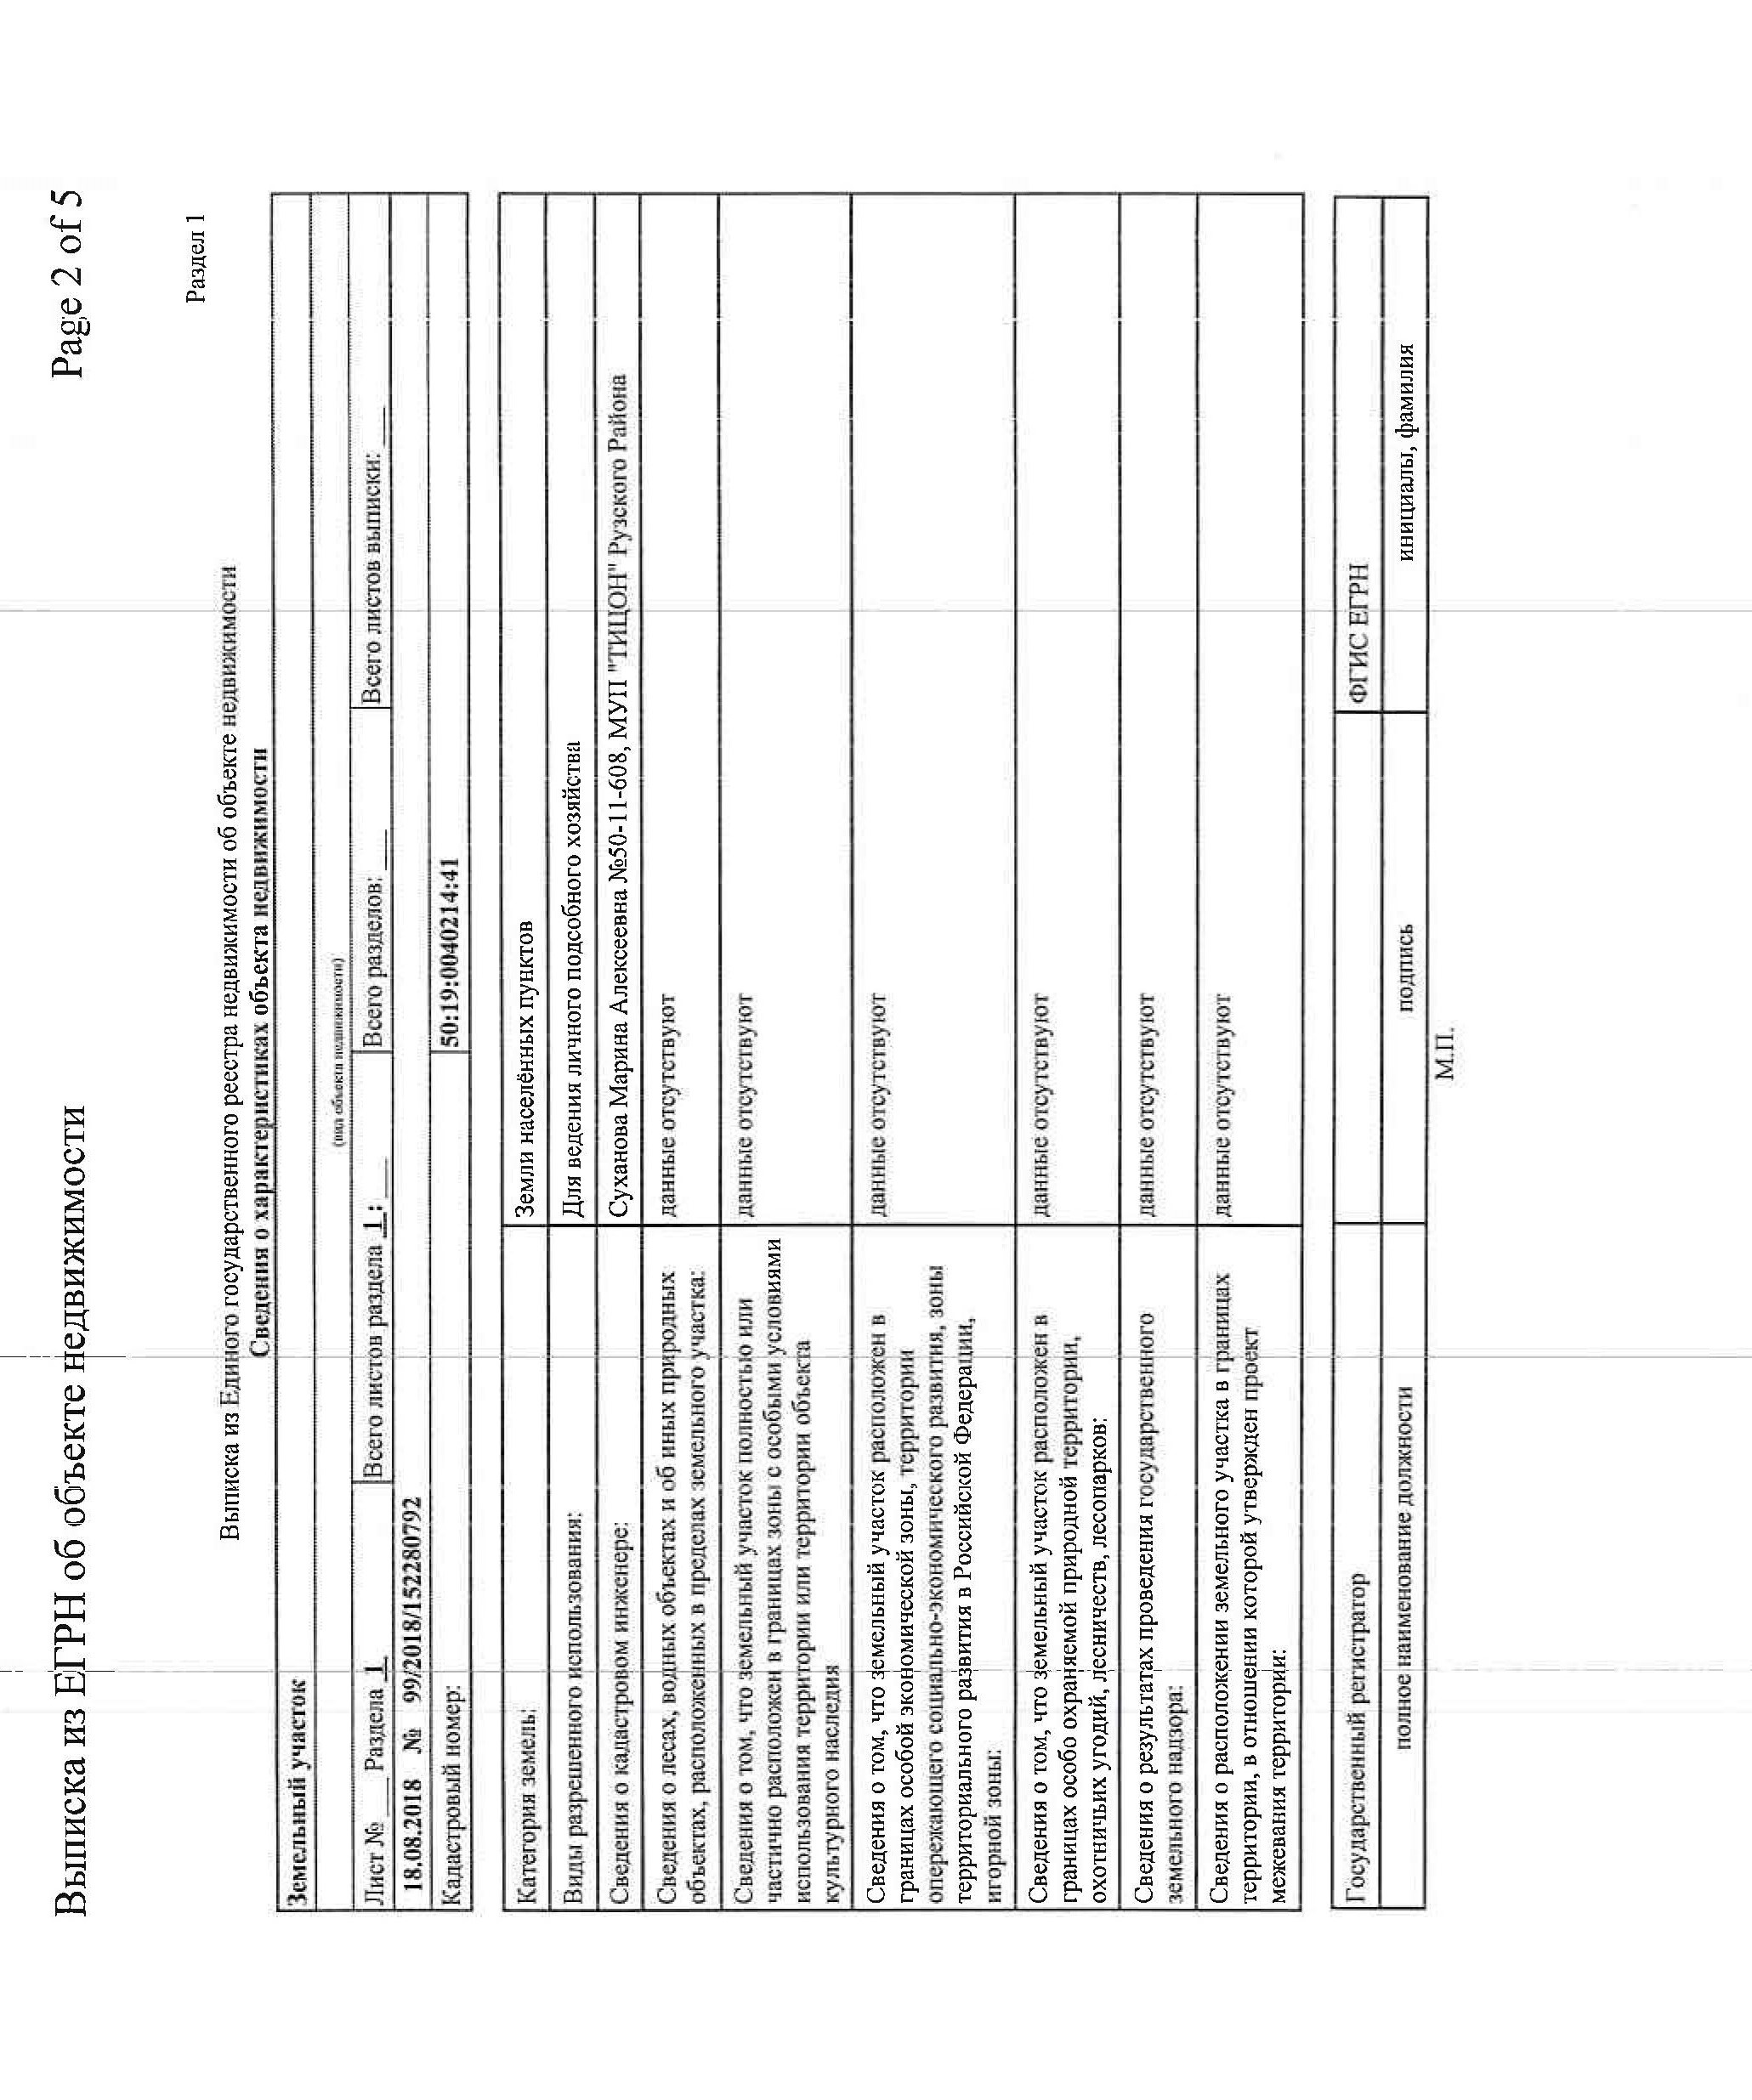 Выписка из ЕГРН об объекте недвижимости Page 2 of 5
Раздел 1
Выписка из Единого государственного реестра недвижимости об объекте недвижимости
Сведения о характеристиках объекта недвижимости
Земельный участок
(вид объекта недвижимости)
Лист № ___ Раздела 1 Всего листов раздела 1 : ___ Всего разделов: ___ Всего листов выписки: ___
18.08.2018 № 99/2018/152280792
Кадастровый номер: 50:19:0040214:41
Категория земель: Земли населённых пунктов
Виды разрешенного использования: Для ведения личного подсобного хозяйства
Сведения о кадастровом инженере: Суханова Марина Алексеевна №50-11-608, МУП "ТИЦОН" Рузского Района
Сведения о лесах, водных объектах и об иных природных данные отсутствуют
объектах, расположенных в пределах земельного участка:
Сведения о том, что земельный участок полностью или данные отсутствуют
частично расположен в границах зоны с особыми условиями
использования территории или территории объекта
культурного наследия
Сведения о том, что земельный участок расположен в данные отсутствуют
границах особой экономической зоны, территории
опережающего социально-экономического развития, зоны
территориального развития в Российской Федерации,
игорной зоны:
Сведения о том, что земельный участок расположен в данные отсутствуют
границах особо охраняемой природной территории,
охотничьих угодий, лесничеств, лесопарков:
Сведения о результатах проведения государственного данные отсутствуют
земельного надзора:
Сведения о расположении земельного участка в границах данные отсутствуют
территории, в отношении которой утвержден проект
межевания территории:
Государственный регистратор ФГИС ЕГРН
полное наименование должности подпись инициалы, фамилия
М.П.